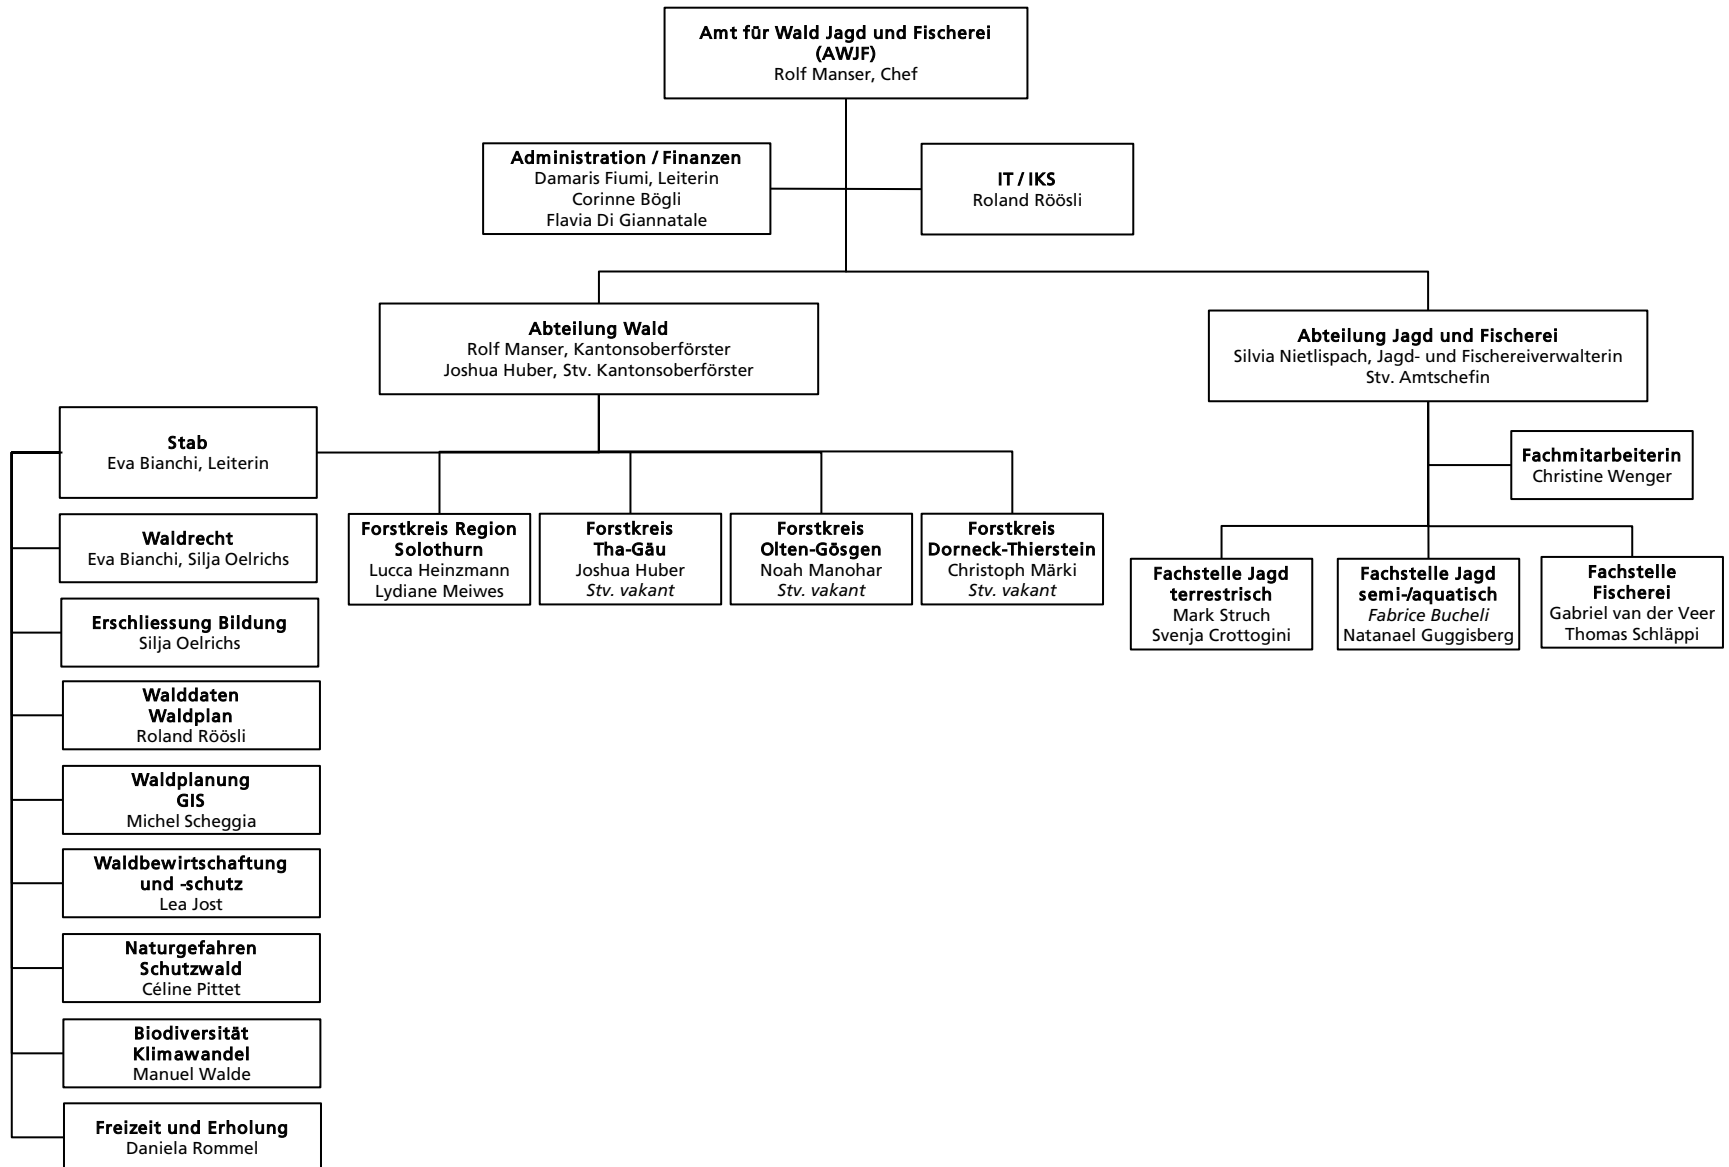 Amt für Wald Jagd und Fischerei
(AWJF)
Rolf Manser, Chef
Administration / Finanzen
Damaris Fiumi, Leiterin
Corinne Bögli
Flavia Di Giannatale
IT / IKS
Roland Röösli
Abteilung Wald
Rolf Manser, Kantonsoberförster
Joshua Huber, Stv. Kantonsoberförster
Abteilung Jagd und Fischerei
Silvia Nietlispach, Jagd- und Fischereiverwalterin
Stv. Amtschefin
Stab
Eva Bianchi, Leiterin
Fachmitarbeiterin
Christine Wenger
Waldrecht
Eva Bianchi, Silja Oelrichs
Forstkreis Region
Solothurn
Lucca Heinzmann
Lydiane Meiwes
Forstkreis
Tha-Gäu
Joshua Huber
Stv. vakant
Forstkreis
Olten-Gösgen
Noah Manohar
Stv. vakant
Forstkreis
Dorneck-Thierstein
Christoph Märki
Stv. vakant
Fachstelle Jagd
terrestrisch
Mark Struch
Svenja Crottogini
Fachstelle Jagd
semi-/aquatisch
Fabrice Bucheli
Natanael Guggisberg
Fachstelle
Fischerei
Gabriel van der Veer
Thomas Schläppi
Erschliessung Bildung
Silja Oelrichs
Walddaten
Waldplan
Roland Röösli
Waldplanung
GIS
Michel Scheggia
Waldbewirtschaftung
und -schutz
Lea Jost
Naturgefahren
Schutzwald
Céline Pittet
Biodiversität
Klimawandel
Manuel Walde
Freizeit und Erholung
Daniela Rommel